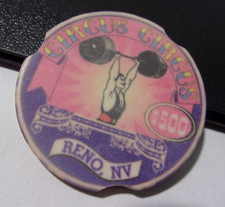 CIRCUS CIRCUS
$500
RENO, NV